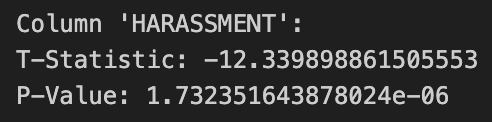 Column 'HARASSMENT':
T-Statistic: -12.339898861505553
P-Value: 1.732351643878024e-06